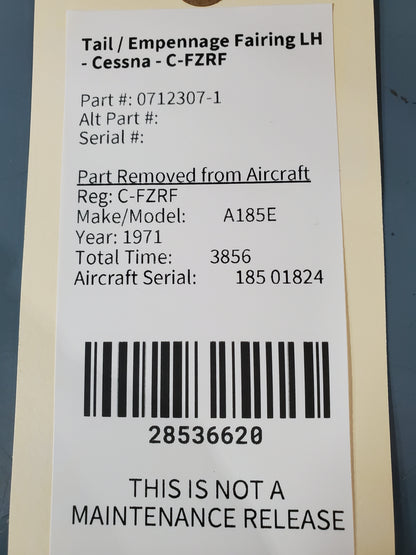 Tail / Empennage Fairing LH
- Cessna - C-FZRF
Part #: 0712307-1
Alt Part #:
Serial #:
Part Removed from Aircraft
Reg: C-FZRF
Make/Model: A185E
Year: 1971
Total Time: 3856
Aircraft Serial: 185 01824
28536620
THIS IS NOT A
MAINTENANCE RELEASE